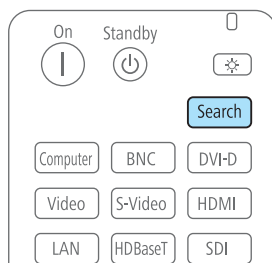 On Standby
Search
Computer BNC DVI-D
Video S-Video HDMI
LAN HDBaseT SDI